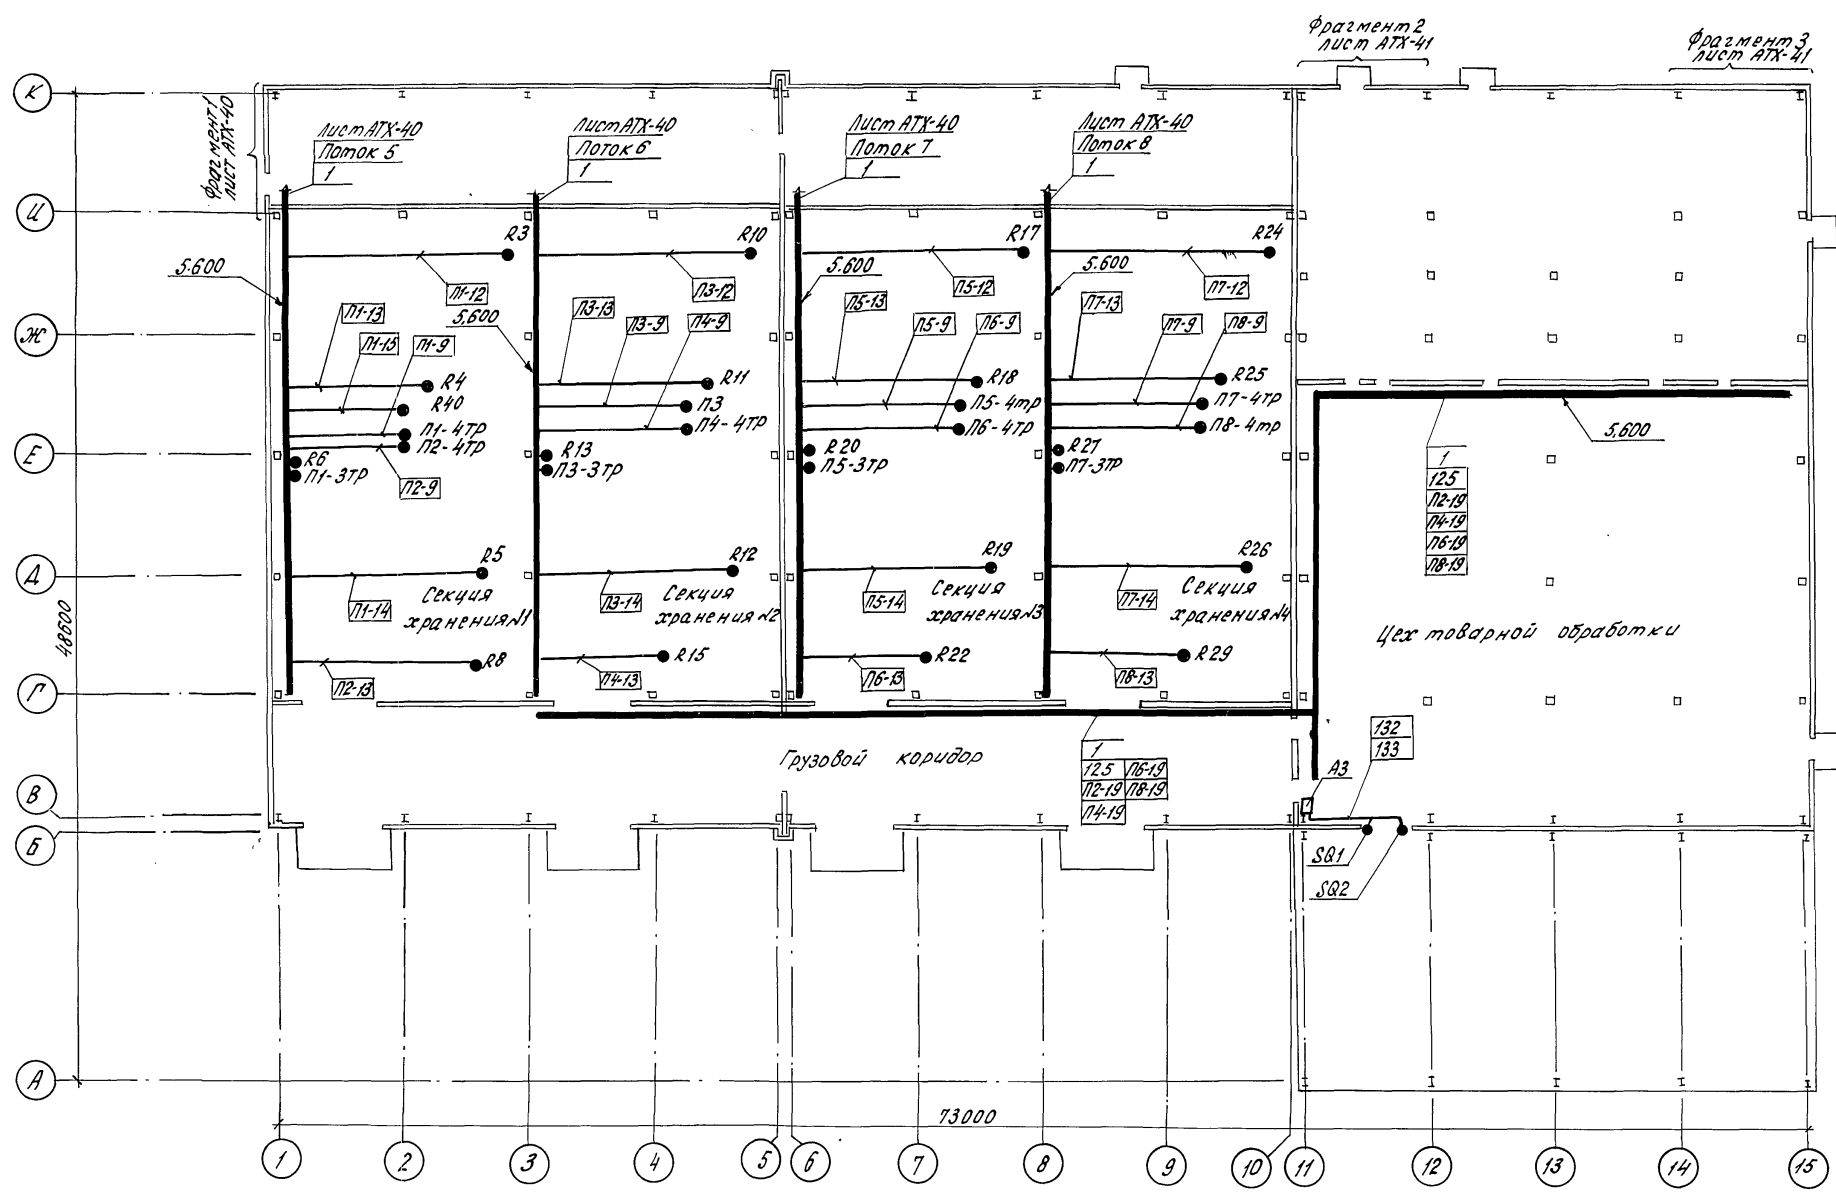 Фрагмент 2
лист АТХ-41
Фрагмент 3
лист АТХ-41
К
Фрагмент 1
лист АТХ-40
Лист АТХ-40
Поток 5
1
Лист АТХ-40
Поток 6
1
Лист АТХ-40
Поток 7
1
Лист АТХ-40
Поток 8
1
И
R3
R10
R17
R24
5.600
5.600
5.600
П1-12
П3-12
П5-12
П7-12
П1-13
5,600
П3-13
П3-9
П4-9
П5-13
П5-9
П6-9
П7-13
П7-9
П8-9
Ж
П1-15
П1-9
R4
R11
R18
R25
R40
П3
П5-4тр
П7-4тр
П1-4тр
П4-4тр
П6-4тр
П8-4тр
5,600
П2-4тр
Е
R6
R13
R20
R27
П1-3тр
П3-3тр
П5-3тр
П7-3тр
П2-9
1
125
П2-19
П4-19
П6-19
П8-19
R5
R12
R19
R26
Д
П1-14
П3-14
П5-14
П7-14
Секция
хранения №1
Секция
хранения №2
Секция
хранения №3
Секция
хранения №4
48600
Цех товарной обработки
R8
R15
R22
R29
П2-13
П4-13
П6-13
П8-13
Г
132
133
Грузовой коридор
1
125 П6-19
П2-19 П8-19
П4-19
А3
В
Б
SQ1
SQ2
А
73000
1 2 3 4 5 6 7 8 9 10 11 12 13 14 15